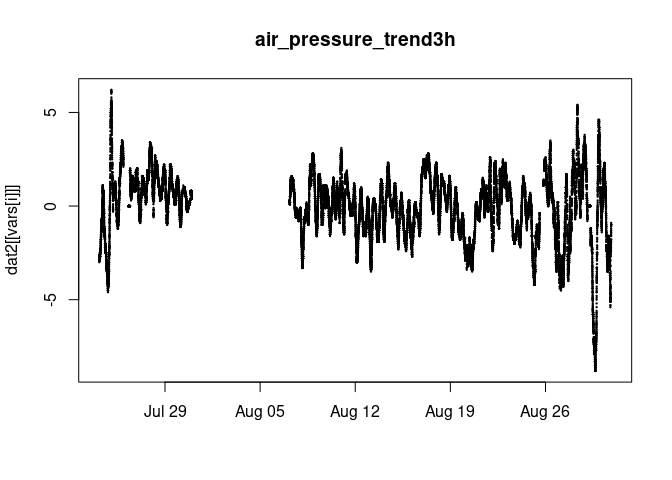 air_pressure_trend3h
dat2[[vars[i]]]
5
0
-5
Jul 29
Aug 05
Aug 12
Aug 19
Aug 26